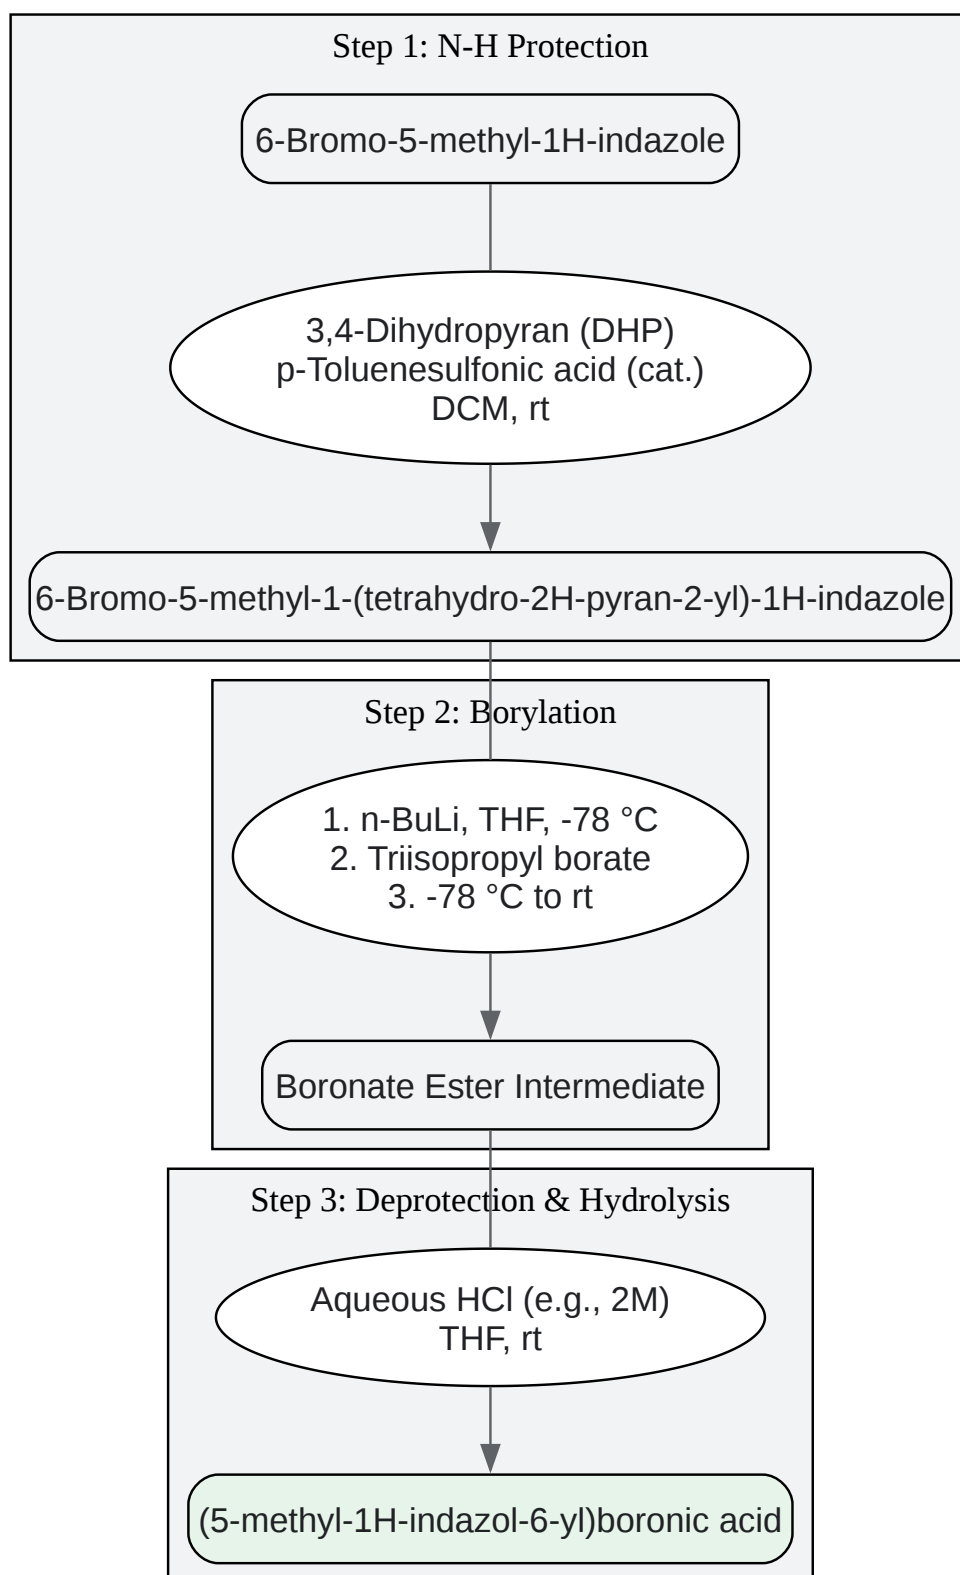 Step 1: N-H Protection
6-Bromo-5-methyl-1H-indazole
3,4-Dihydropyran (DHP)
p-Toluenesulfonic acid (cat.)
DCM, rt
6-Bromo-5-methyl-1-(tetrahydro-2H-pyran-2-yl)-1H-indazole
Step 2: Borylation
1. n-BuLi, THF, -78 °C
2. Triisopropyl borate
3. -78 °C to rt
Boronate Ester Intermediate
Step 3: Deprotection & Hydrolysis
Aqueous HCl (e.g., 2M)
THF, rt
(5-methyl-1H-indazol-6-yl)boronic acid